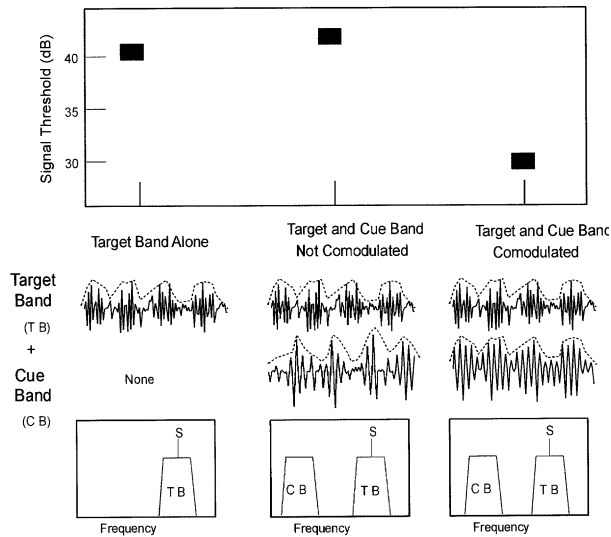 Signal Threshold (dB)
40
35
30
Target Band Alone
Target and Cue Band
Not Comodulated
Target and Cue Band
Comodulated
Target
Band
(T B)
+
Cue
Band
(C B)
None
S
T B
Frequency
S
C B
T B
Frequency
S
C B
T B
Frequency